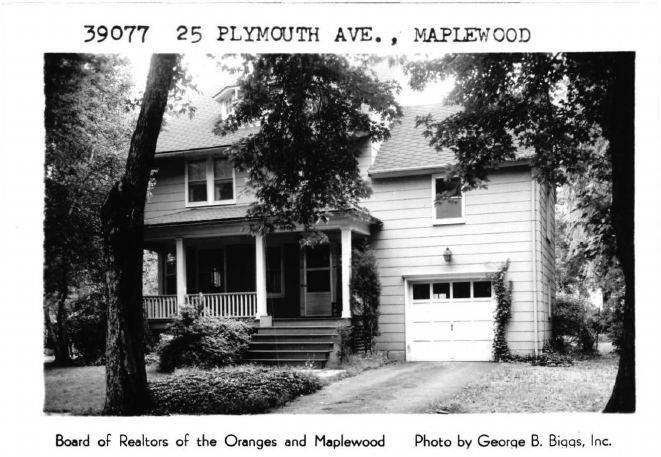 39077 25 PLYMOUTH AVE., MAPLEWOOD
Board of Realtors of the Oranges and Maplewood Photo by George B. Biggs, Inc.